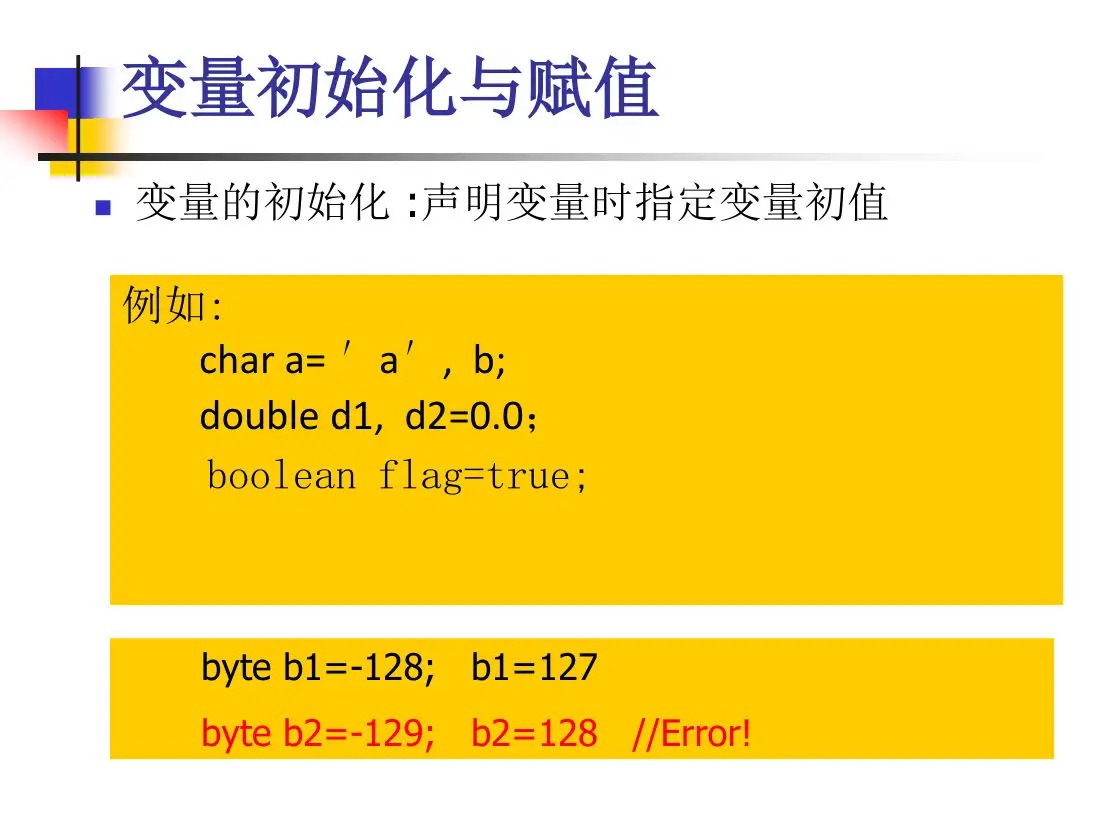 变量初始化与赋值
变量的初始化 :声明变量时指定变量初值
例如:
char a= ′ a′ , b;
double d1, d2=0.0；
boolean flag=true;
byte b1=-128; b1=127
byte b2=-129; b2=128 //Error!